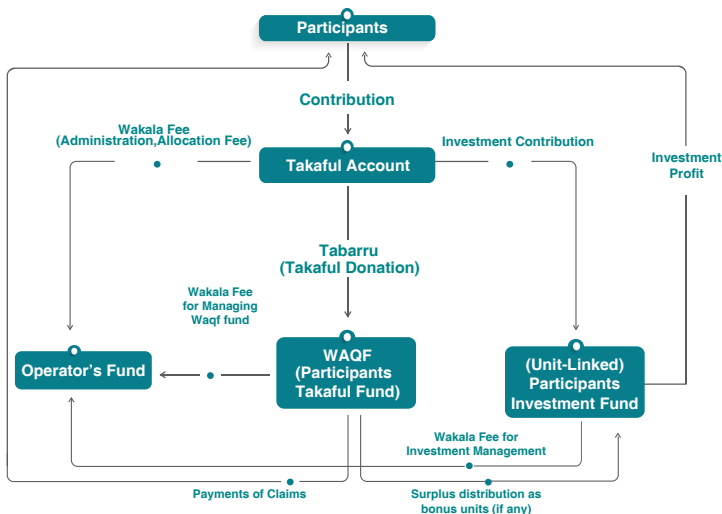 Participants
Contribution
Wakala Fee
(Administration,Allocation Fee)
Investment Contribution
Takaful Account
Investment
Profit
Tabarru
(Takaful Donation)
Wakala Fee
for Managing
Waqf fund
Operator's Fund
WAQF
(Participants
Takaful Fund)
(Unit-Linked)
Participants
Investment Fund
Wakala Fee for
Investment Management
Payments of Claims
Surplus distribution as
bonus units (if any)